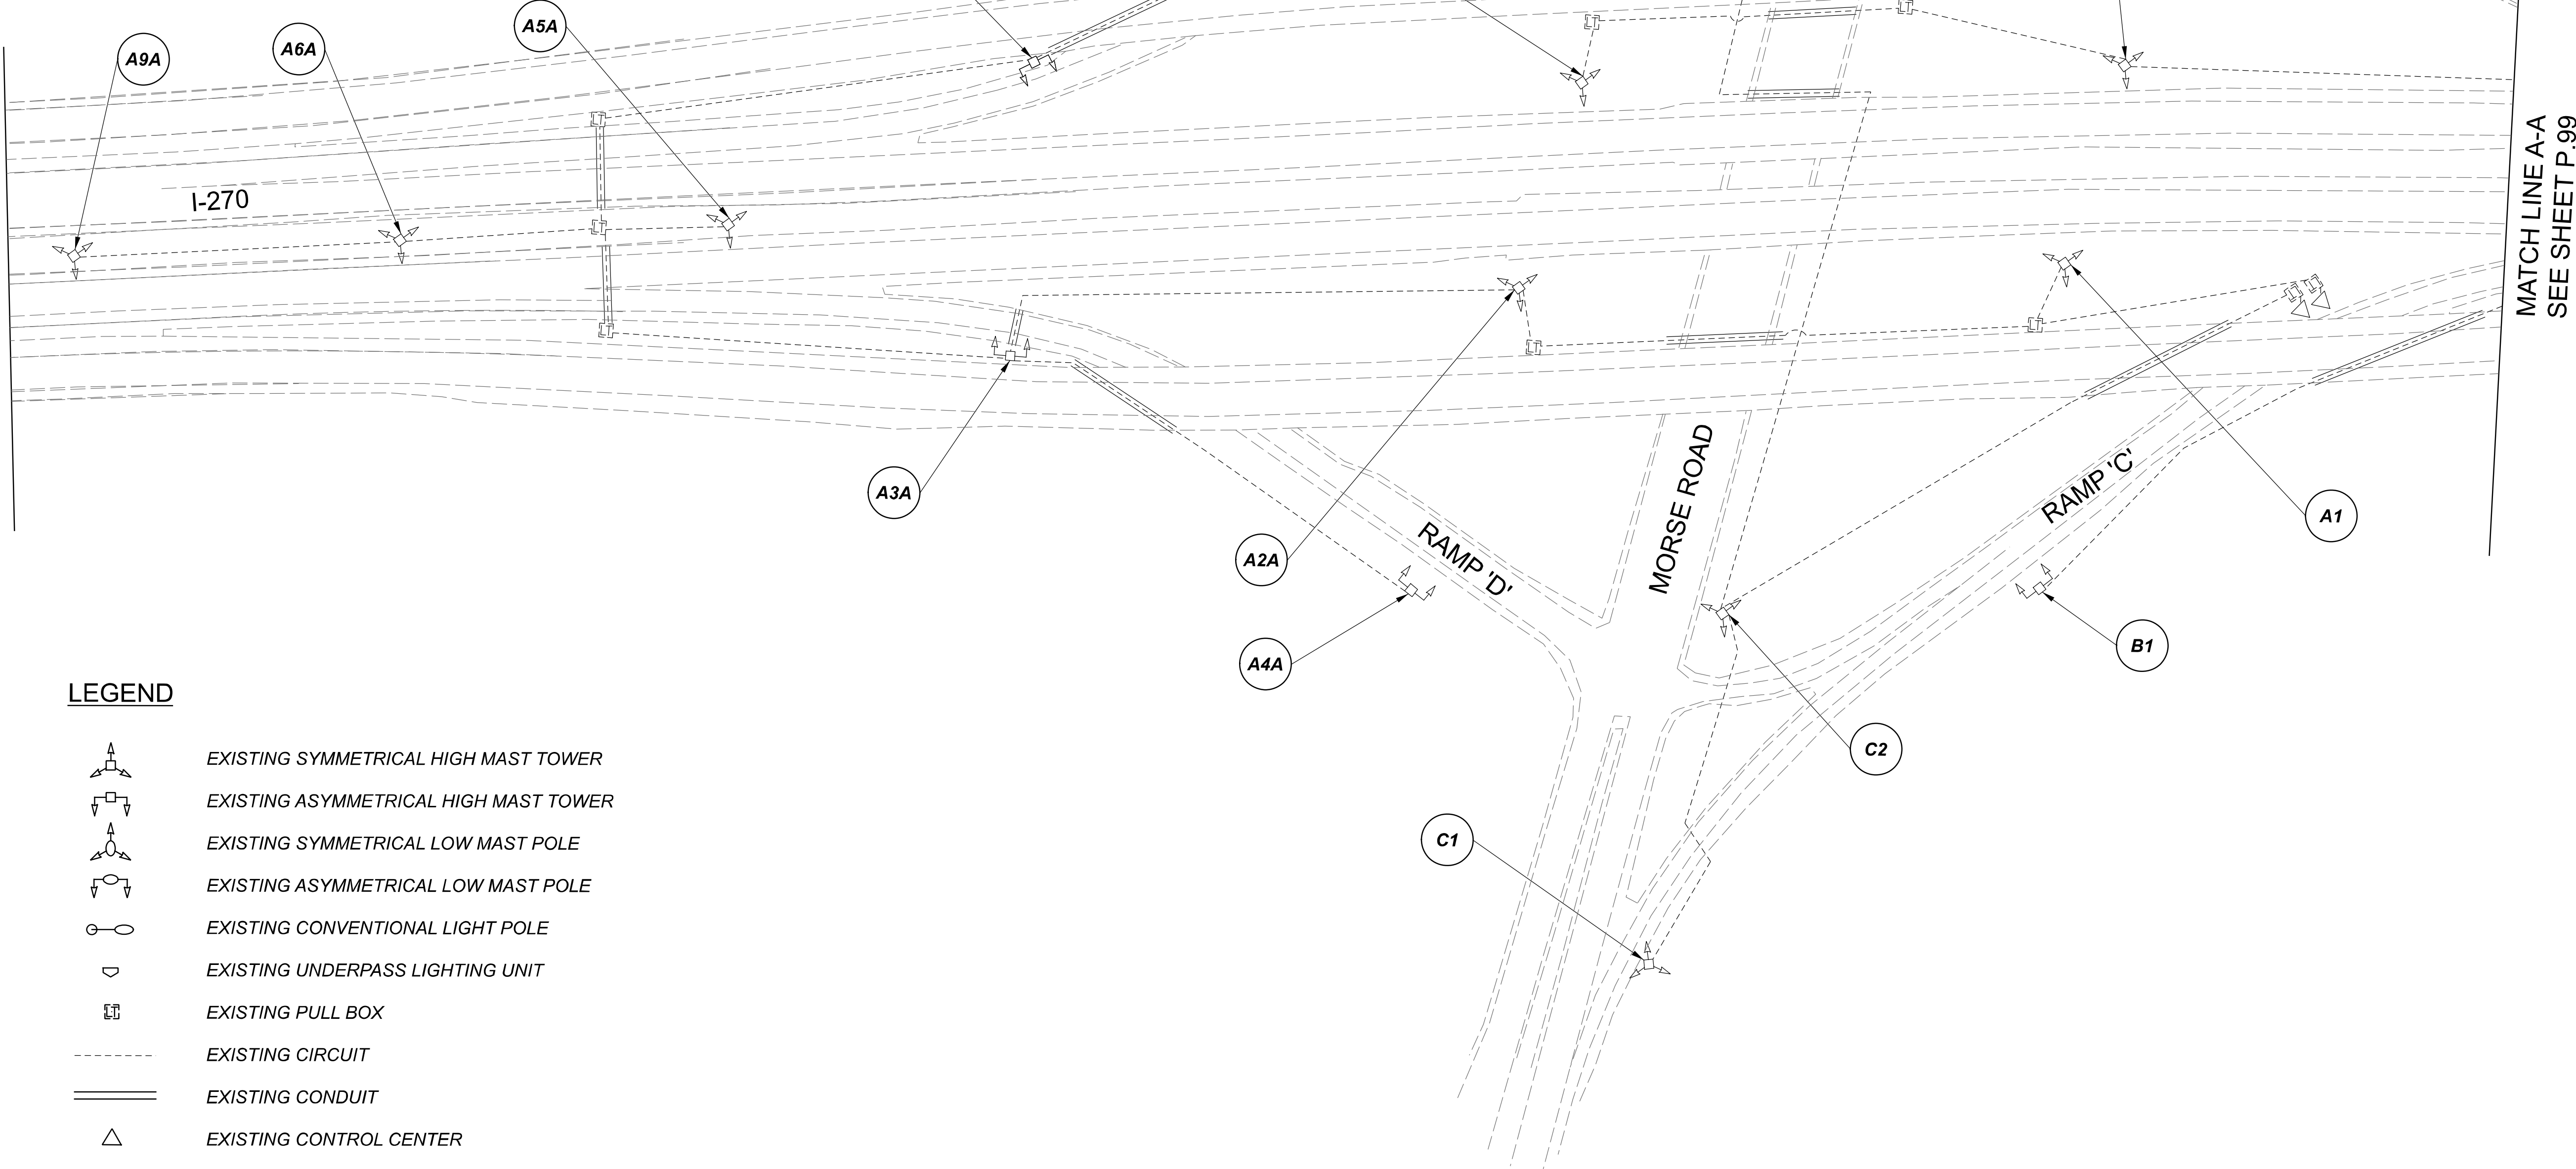 A9A
A6A
A5A
I-270
MATCH LINE A-A
SEE SHEET P.99
A3A
A2A
A4A
RAMP 'D'
MORSE ROAD
RAMP 'C'
A1
B1
C2
C1
LEGEND
EXISTING SYMMETRICAL HIGH MAST TOWER
EXISTING ASYMMETRICAL HIGH MAST TOWER
EXISTING SYMMETRICAL LOW MAST POLE
EXISTING ASYMMETRICAL LOW MAST POLE
EXISTING CONVENTIONAL LIGHT POLE
EXISTING UNDERPASS LIGHTING UNIT
LT
EXISTING PULL BOX
EXISTING CIRCUIT
EXISTING CONDUIT
EXISTING CONTROL CENTER